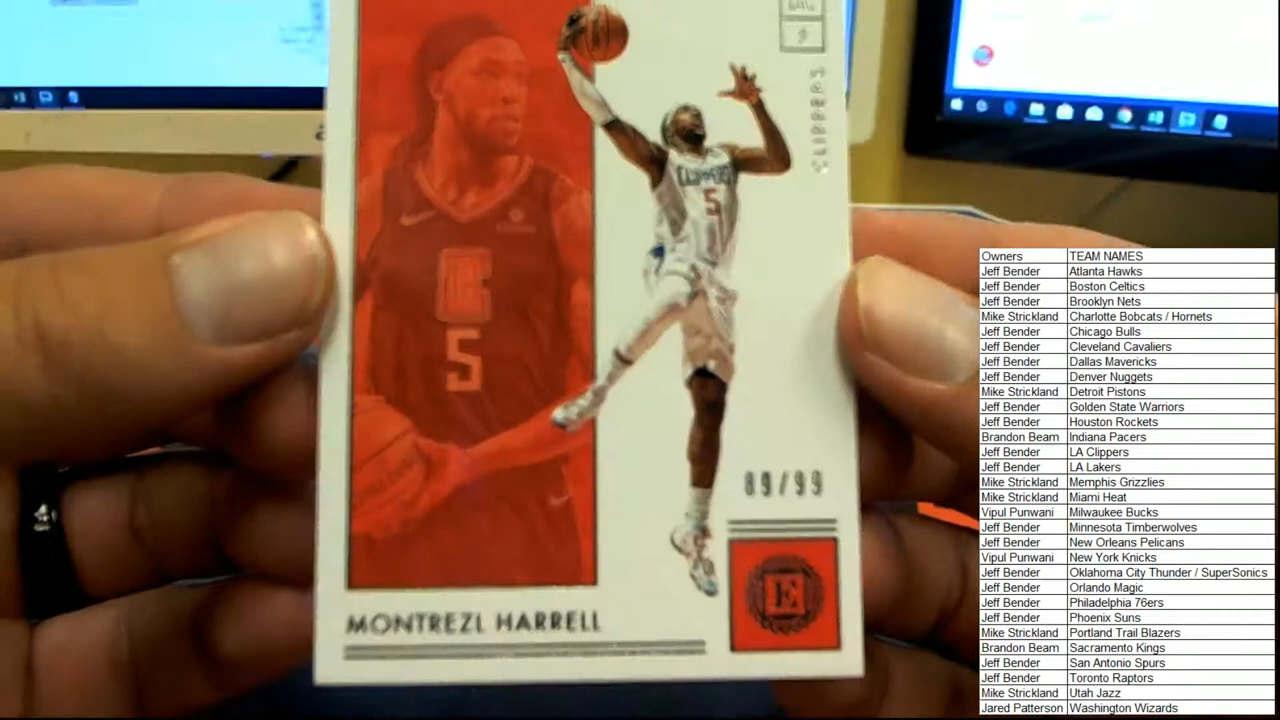 CLIPPERS
CLIPPERS
5
5
89/99
E
MONTREZL HARRELL
Owners TEAM NAMES
Jeff Bender Atlanta Hawks
Jeff Bender Boston Celtics
Jeff Bender Brooklyn Nets
Mike Strickland Charlotte Bobcats / Hornets
Jeff Bender Chicago Bulls
Jeff Bender Cleveland Cavaliers
Jeff Bender Dallas Mavericks
Jeff Bender Denver Nuggets
Mike Strickland Detroit Pistons
Jeff Bender Golden State Warriors
Jeff Bender Houston Rockets
Brandon Beam Indiana Pacers
Jeff Bender LA Clippers
Jeff Bender LA Lakers
Mike Strickland Memphis Grizzlies
Mike Strickland Miami Heat
Vipul Punwani Milwaukee Bucks
Jeff Bender Minnesota Timberwolves
Jeff Bender New Orleans Pelicans
Vipul Punwani New York Knicks
Jeff Bender Oklahoma City Thunder / SuperSonics
Jeff Bender Orlando Magic
Jeff Bender Philadelphia 76ers
Jeff Bender Phoenix Suns
Mike Strickland Portland Trail Blazers
Brandon Beam Sacramento Kings
Jeff Bender San Antonio Spurs
Jeff Bender Toronto Raptors
Mike Strickland Utah Jazz
Jared Patterson Washington Wizards